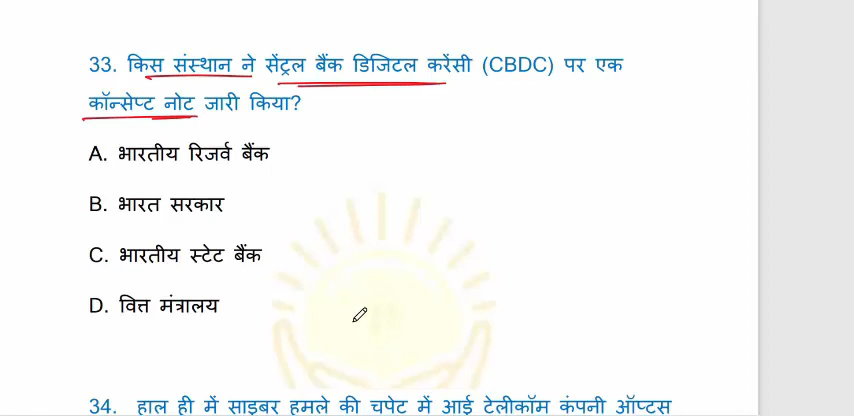 33. किस संस्थान ने सेंट्रल बैंक डिजिटल करेंसी (CBDC) पर एक
कॉन्सेप्ट नोट जारी किया?
A. भारतीय रिजर्व बैंक
B. भारत सरकार
C. भारतीय स्टेट बैंक
D. वित्त मंत्रालय
34. हाल ही में साइबर हमले की चपेट में आई टेलीकॉम कंपनी ऑप्टस